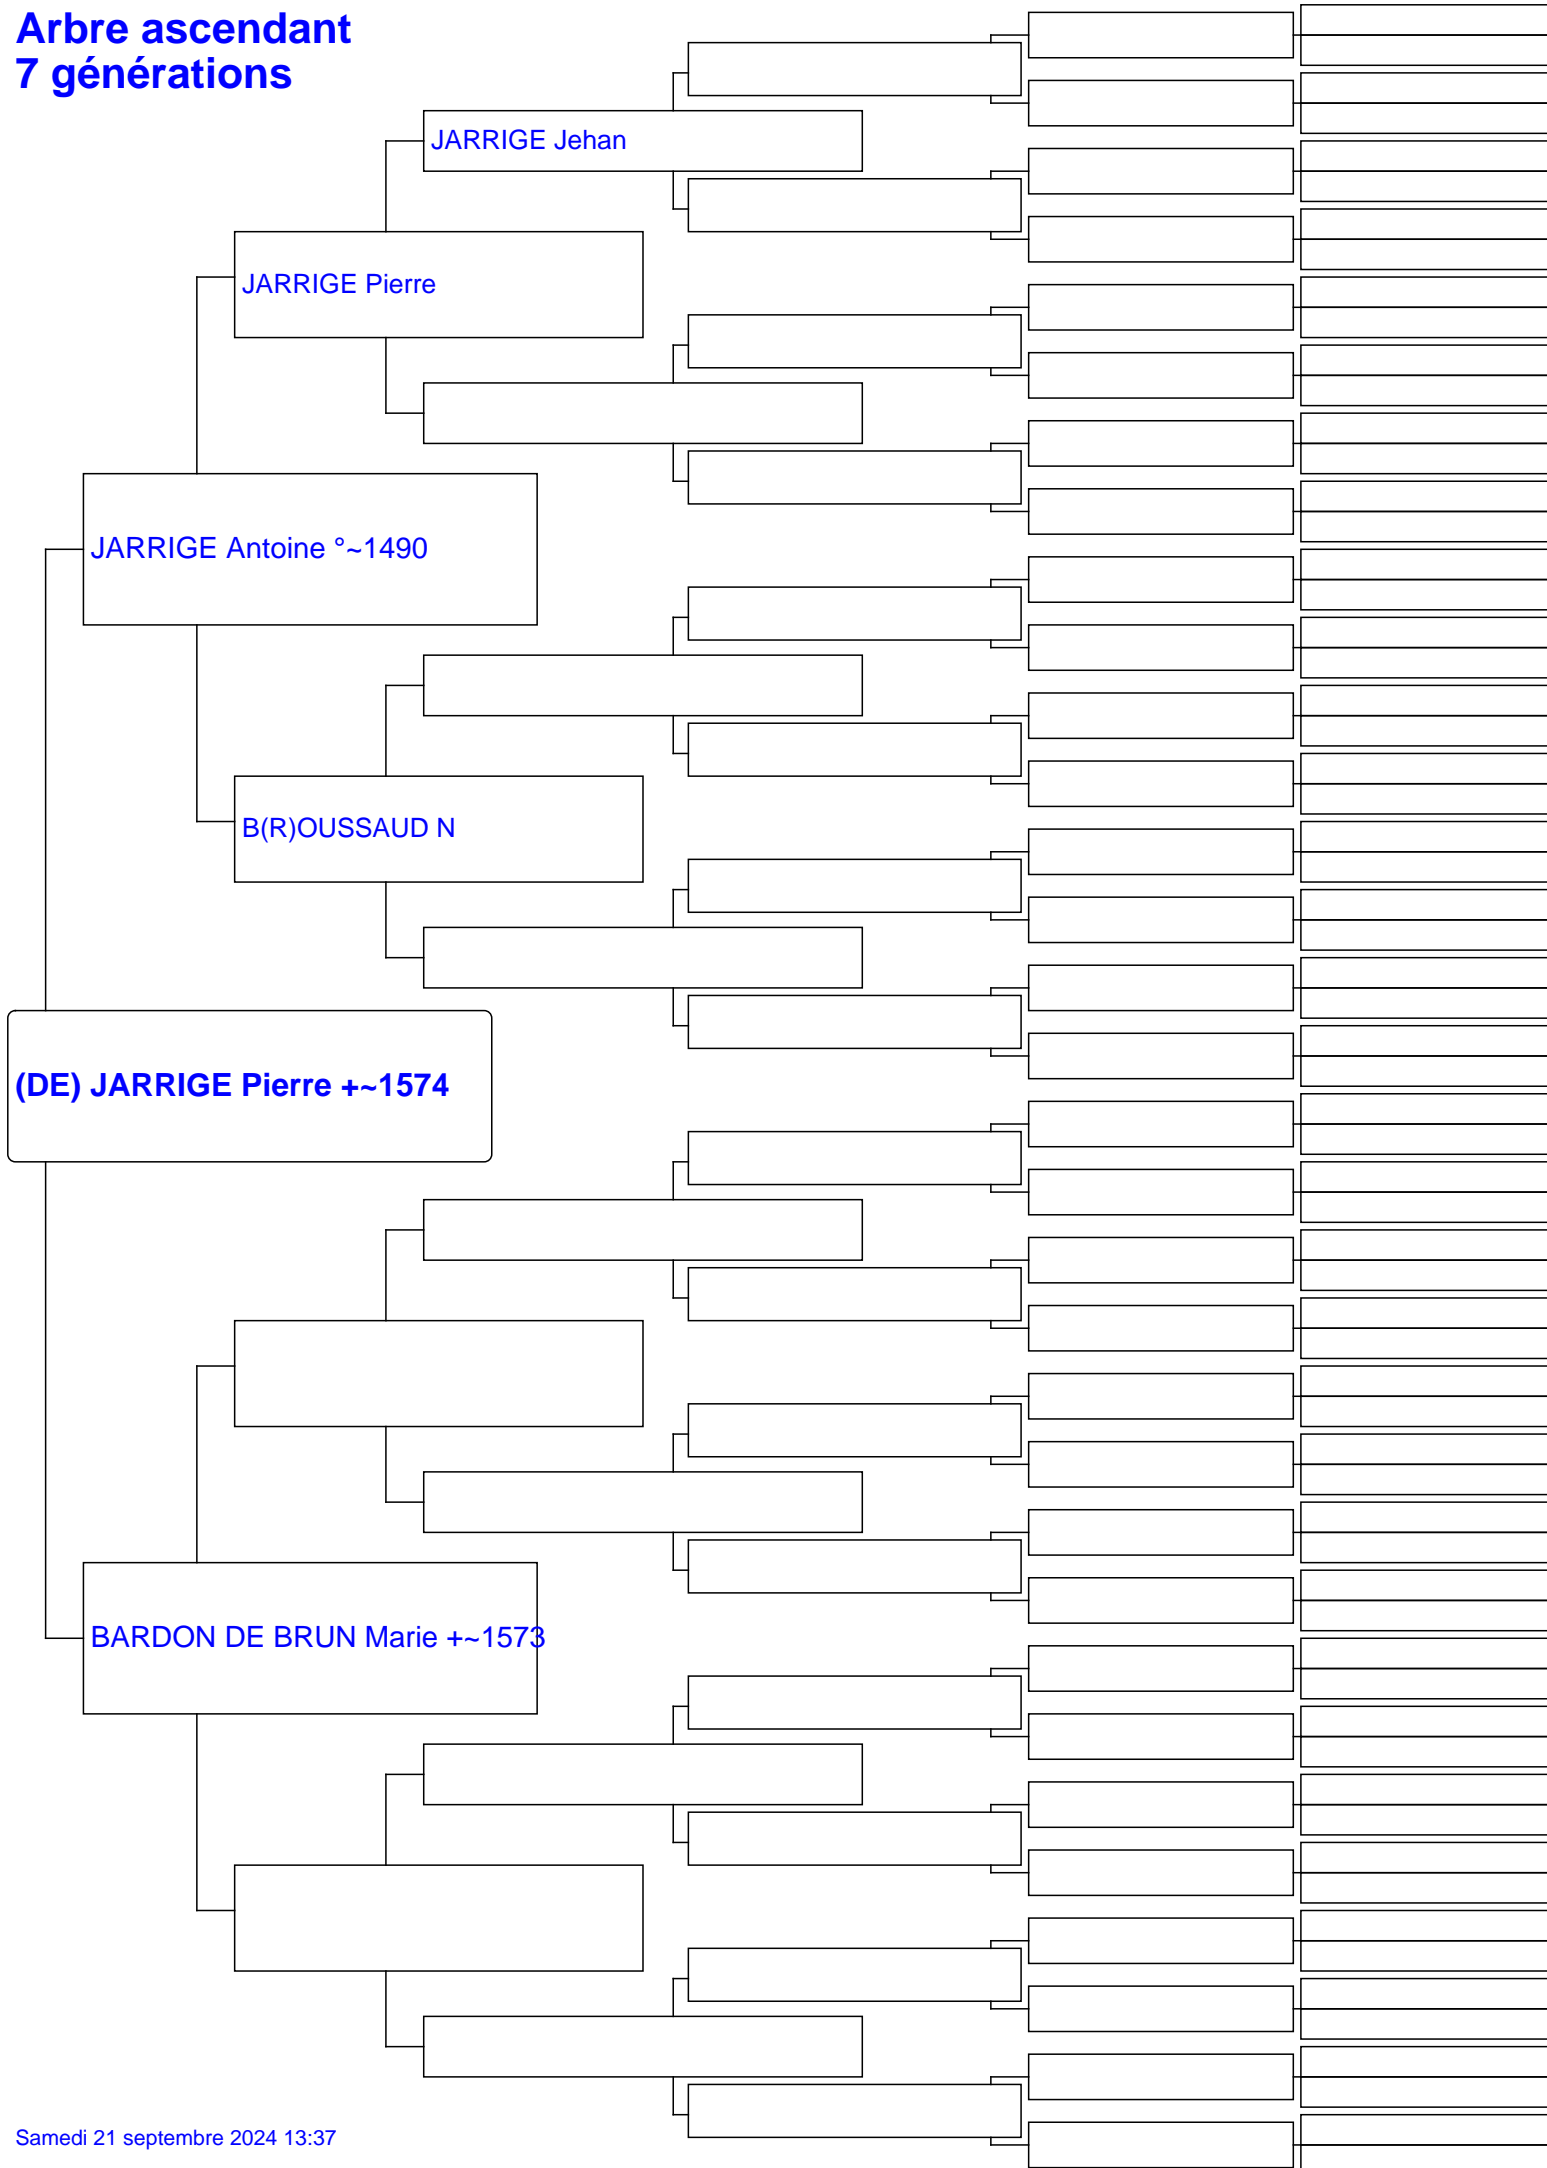 Arbre ascendant
7 générations
JARRIGE Jehan
JARRIGE Pierre
JARRIGE Antoine °~1490
B(R)OUSSAUD N
(DE) JARRIGE Pierre +~1574
BARDON DE BRUN Marie +~1573
Samedi 21 septembre 2024 13:37